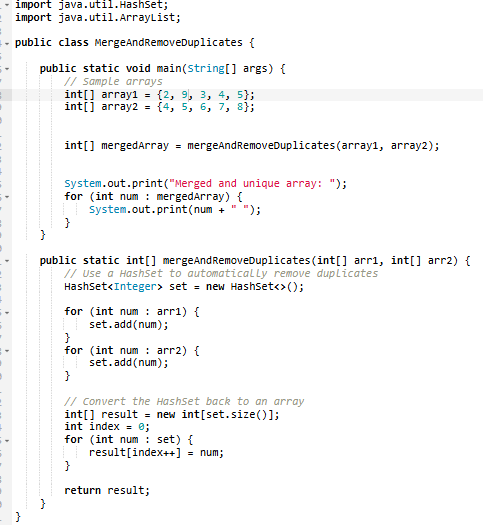 import java.util.HashSet;
import java.util.ArrayList;
public class MergeAndRemoveDuplicates {
public static void main(String[] args) {
// Sample arrays
int[] array1 = {2, 9, 3, 4, 5};
int[] array2 = {4, 5, 6, 7, 8};
int[] mergedArray = mergeAndRemoveDuplicates(array1, array2);
System.out.print("Merged and unique array: ");
for (int num : mergedArray) {
System.out.print(num + " ");
}
}
public static int[] mergeAndRemoveDuplicates(int[] arr1, int[] arr2) {
// Use a HashSet to automatically remove duplicates
HashSet<Integer> set = new HashSet<>();
for (int num : arr1) {
set.add(num);
}
for (int num : arr2) {
set.add(num);
}
// Convert the HashSet back to an array
int[] result = new int[set.size()];
int index = 0;
for (int num : set) {
result[index++] = num;
}
return result;
}
}